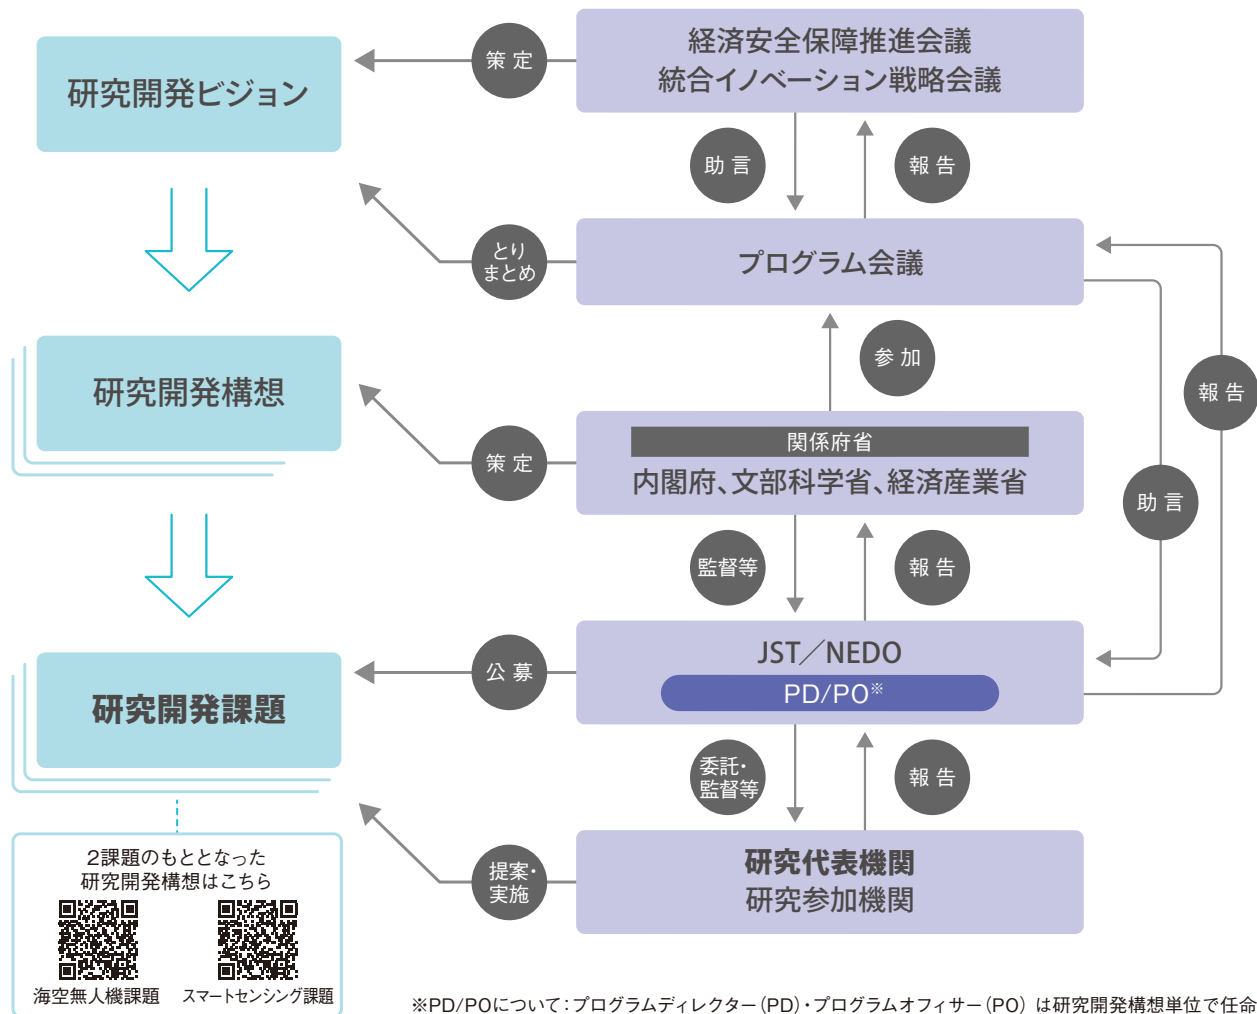 研究開発ビジョン
策定
経済安全保障推進会議
統合イノベーション戦略会議
助言
報告
とり
まとめ
プログラム会議
参加
報告
研究開発構想
策定
関係府省
内閣府、文部科学省、経済産業省
助言
監督等
報告
研究開発課題
公募
JST／NEDO
PD/PO※
委託・
監督等
報告
提案・
実施
研究代表機関
研究参加機関
2課題のもととなった
研究開発構想はこちら
海空無人機課題
スマートセンシング課題
※PD/POについて：プログラムディレクター（PD）・プログラムオフィサー（PO）は研究開発構想単位で任命